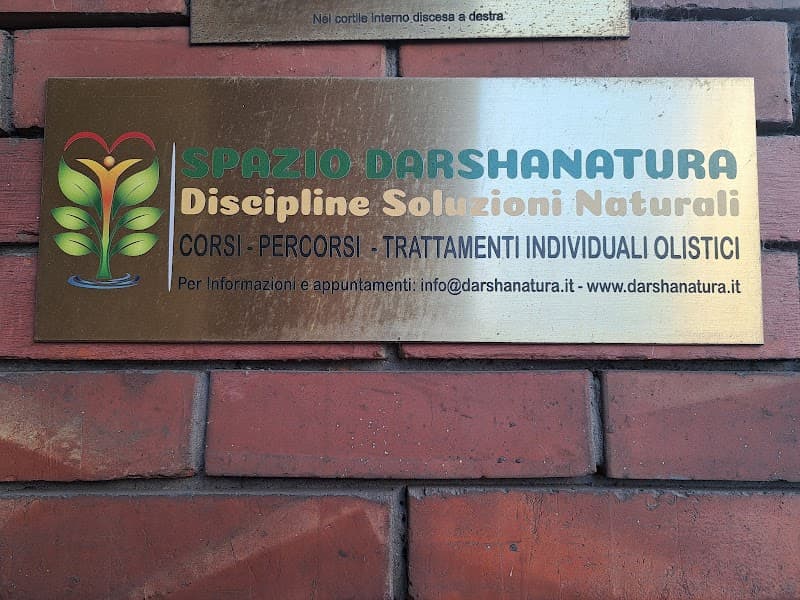 Nel cortile interno discesa a destra
SPAZIO DARSHANATURA
Discipline Soluzioni Naturali
CORSI - PERCORSI - TRATTAMENTI INDIVIDUALI OLISTICI
Per Informazioni e appuntamenti: info@darshanatura.it - www.darshanatura.it